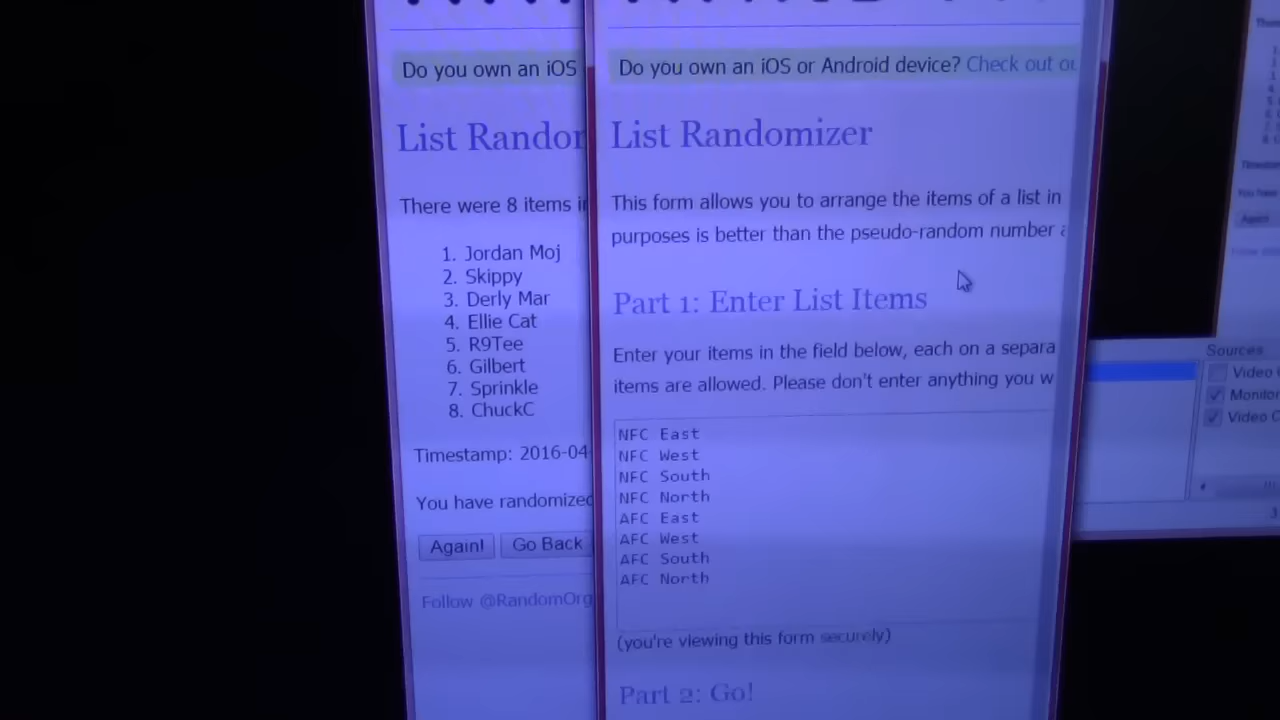 Do you own an iOS
List Randor
There were 8 items
1. Jordan Moj
2. Skippy
3. Derly Mar
4. Ellie Cat
5. R9Tee
6. Gilbert
7. Sprinkle
8. ChuckC
Timestamp: 2016-04
You have randomized
Again! Go Back
Follow @RandomOrg
Do you own an iOS or Android device? Check out ou
List Randomizer
This form allows you to arrange the items of a list in
purposes is better than the pseudo-random number a
Part 1: Enter List Items
Enter your items in the field below, each on a separa
items are allowed. Please don't enter anything you w
NFC East
NFC West
NFC South
NFC North
AFC East
AFC West
AFC South
AFC North
(you're viewing this form securely)
Part 2: Go!
Sources
Video
Monitor
Video C